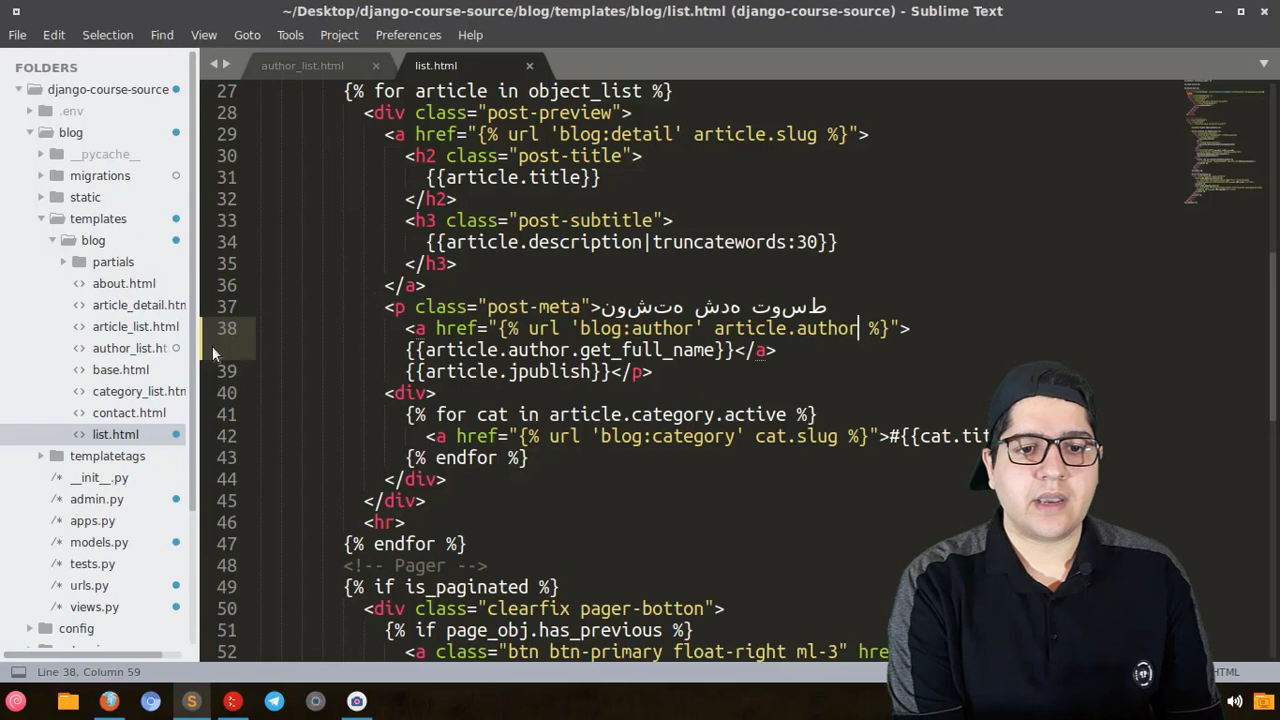 ~/Desktop/django-course-source/blog/templates/blog/list.html (django-course-source) - Sublime Text
File Edit Selection Find View Goto Tools Project Preferences Help
FOLDERS
django-course-source
.env
blog
__pycache__
migrations
static
templates
blog
partials
about.html
article_detail.htn
article_list.html
author_list.ht
base.html
category_list.htn
contact.html
list.html
templatetags
__init__.py
admin.py
apps.py
models.py
tests.py
urls.py
views.py
config
author_list.html
list.html
27 {% for article in object_list %}
28 <div class="post-preview">
29 <a href="{% url 'blog:detail' article.slug %}">
30 <h2 class="post-title">
31 {{article.title}}
32 </h2>
33 <h3 class="post-subtitle">
34 {{article.description|truncatewords:30}}
35 </h3>
36 </a>
37 <p class="post-meta">نوشته شده توسط
38 <a href="{% url 'blog:author' article.author %}">
{{article.author.get_full_name}}</a>
39 {{article.jpublish}}</p>
40 <div>
41 {% for cat in article.category.active %}
42 <a href="{% url 'blog:category' cat.slug %}">#{{cat.tit
43 {% endfor %}
44 </div>
45 </div>
46 <hr>
47 {% endfor %}
48 <!-- Pager -->
49 {% if is_paginated %}
50 <div class="clearfix pager-botton">
51 {% if page_obj.has_previous %}
52 <a class="btn btn-primary float-right ml-3" hre
Line 38, Column 59
HTML